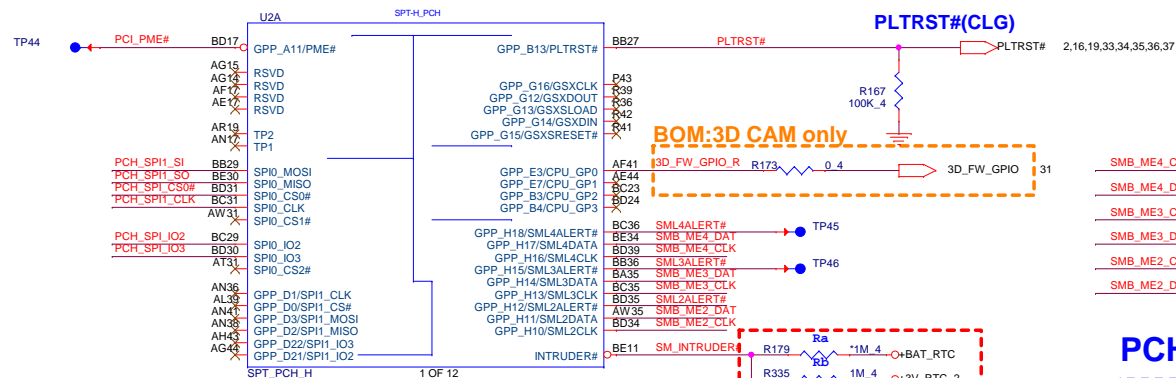 U2A
SPT-H_PCH
PLTRST#(CLG)
TP44
PCI_PME#
BD17
GPP_A11/PME#
GPP_B13/PLTRST#
BB27
PLTRST#
PLTRST#
2,16,19,33,34,35,36,37
AG15
RSVD
AG14
RSVD
AF17
RSVD
AE17
RSVD
GPP_G16/GSXCLK
P43
GPP_G12/GSXDOUT
R39
GPP_G13/GSXSLOAD
R36
GPP_G14/GSXDIN
R42
GPP_G15/GSXSRESET#
R41
R167
100K_4
AR19
TP2
AN17
TP1
BOM:3D CAM only
PCH_SPI1_SI
BB29
SPI0_MOSI
PCH_SPI1_SO
BE30
SPI0_MISO
PCH_SPI_CS0#
BD31
SPI0_CS0#
PCH_SPI1_CLK
BC31
SPI0_CLK
AW31
SPI0_CS1#
GPP_E3/CPU_GP0
AF41
3D_FW_GPIO_R
R173
0_4
3D_FW_GPIO
31
GPP_E7/CPU_GP1
AE44
GPP_B3/CPU_GP2
BC23
GPP_B4/CPU_GP3
BD24
PCH_SPI_IO2
BC29
SPI0_IO2
PCH_SPI_IO3
BD30
SPI0_IO3
AT31
SPI0_CS2#
GPP_H18/SML4ALERT#
BC36
SML4ALERT#
TP45
GPP_H17/SML4DATA
BE34
SMB_ME4_DAT
GPP_H16/SML4CLK
BD39
SMB_ME4_CLK
GPP_H15/SML3ALERT#
BB36
SML3ALERT#
TP46
GPP_H14/SML3DATA
BA35
SMB_ME3_DAT
GPP_H13/SML3CLK
BC35
SMB_ME3_CLK
GPP_H12/SML2ALERT#
BD35
SML2ALERT#
GPP_H11/SML2DATA
AW35
SMB_ME2_DAT
GPP_H10/SML2CLK
BD34
SMB_ME2_CLK
AN36
GPP_D1/SPI1_CLK
AL39
GPP_D0/SPI1_CS#
AN41
GPP_D3/SPI1_MOSI
AN38
GPP_D2/SPI1_MISO
AH43
GPP_D22/SPI1_IO3
AG44
GPP_D21/SPI1_IO2
INTRUDER#
BE11
SM_INTRUDER#
R179
Ra
*1M_4
+BAT_RTC
R335
Rb
1M_4
+3V_RTC_2
SPT_PCH_H
1 OF 12
SMB_ME4_C
SMB_ME4_D
SMB_ME3_C
SMB_ME3_D
SMB_ME2_C
SMB_ME2_D
PCH